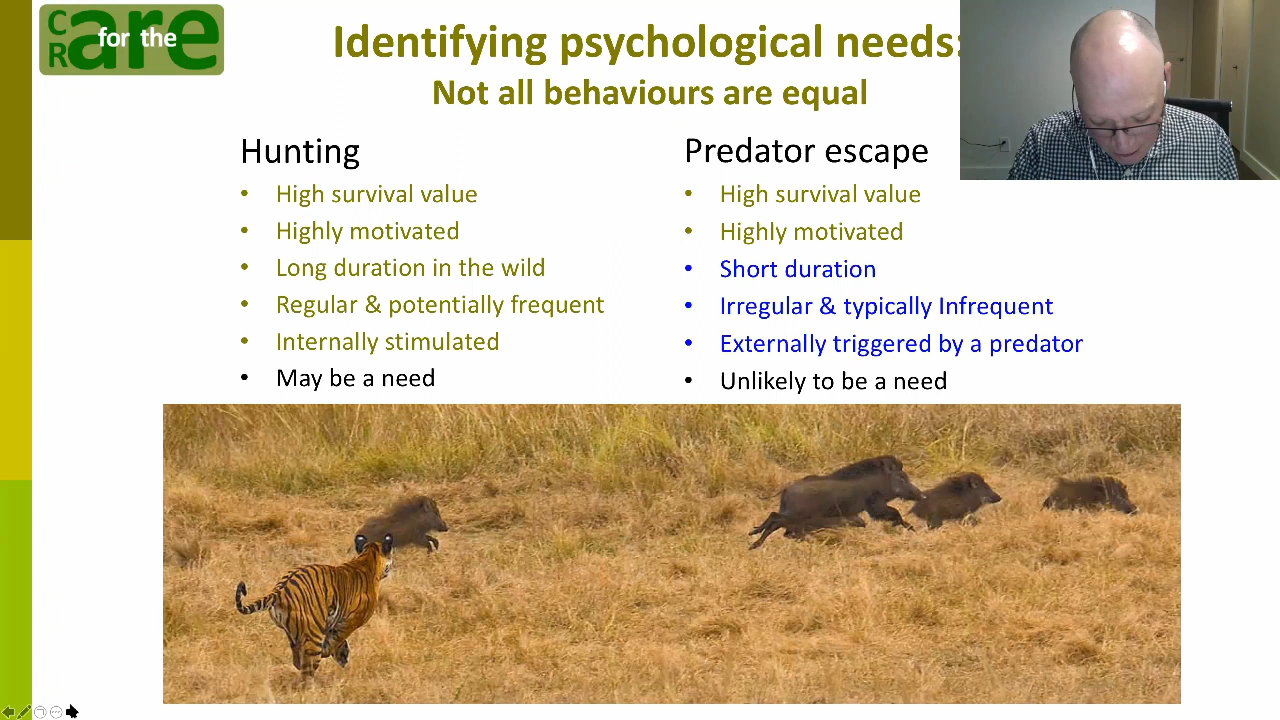 C
R
are
for the
Identifying psychological needs:
Not all behaviours are equal
Hunting
• High survival value
• Highly motivated
• Long duration in the wild
• Regular & potentially frequent
• Internally stimulated
• May be a need
Predator escape
• High survival value
• Highly motivated
• Short duration
• Irregular & typically Infrequent
• Externally triggered by a predator
• Unlikely to be a need